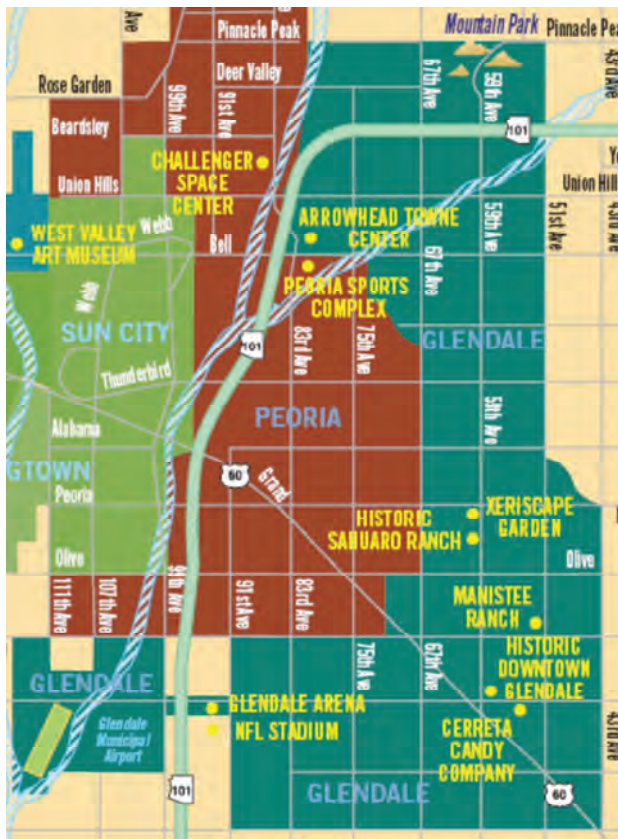 Ave
Pinnacle Peak
Mountain Park
Pinnacle Peak
Deer Valley
67th Ave
59th Ave
43rd Ave
Rose Garden
99th Ave
91st Ave
101
Beardsley
CHALLENGER
SPACE
CENTER
Union Hills
Union Hills
WEST VALLEY
ART MUSEUM
Webb
Bell
ARROWHEAD TOWNE
CENTER
59th Ave
51st Ave
43rd Ave
67th Ave
PEORIA SPORTS
COMPLEX
Webb
SUN CITY
101
83rd Ave
75th Ave
GLENDALE
Thunderbird
PEORIA
Alabama
GTOWN
60
Grand
Peoria
HISTORIC
SAHUARO RANCH
XERISCAPE
GARDEN
Olive
Olive
111th Ave
107th Ave
91st Ave
83rd Ave
MANISTEE
RANCH
75th Ave
67th Ave
HISTORIC
DOWNTOWN
GLENDALE
GLENDALE
GLENDALE ARENA
NFL STADIUM
Glendale
Municipal
Airport
CERRETA
CANDY
COMPANY
43rd Ave
101
GLENDALE
60